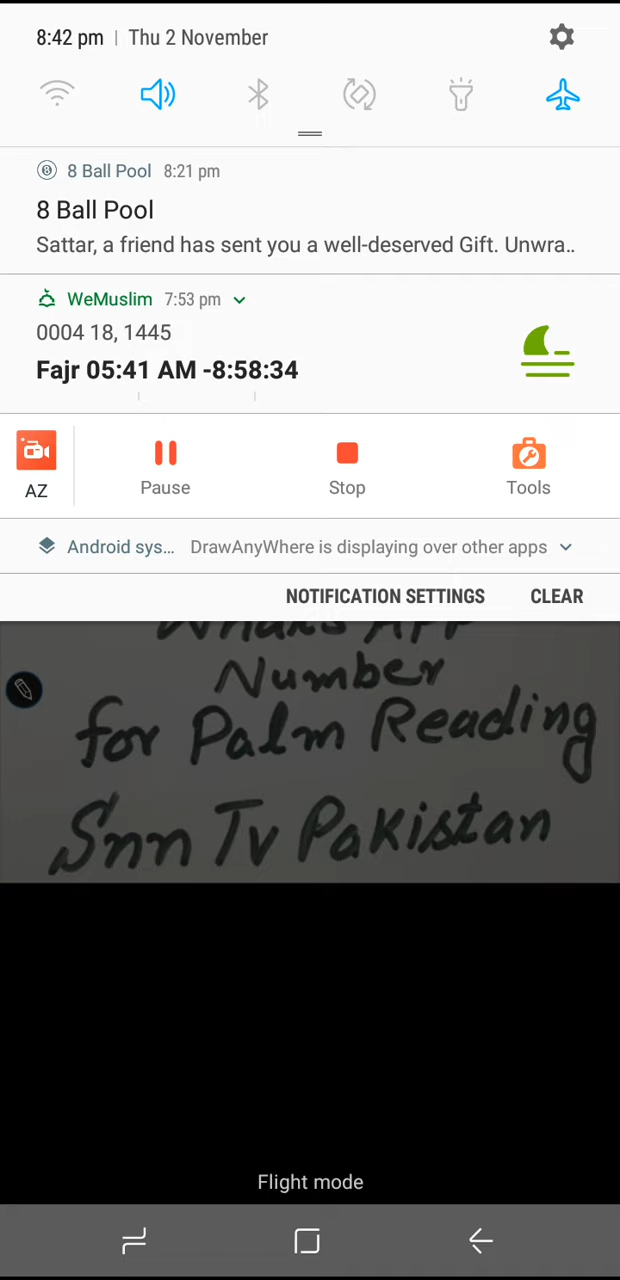 8:42 pm | Thu 2 November
8 Ball Pool 8:21 pm
8 Ball Pool
Sattar, a friend has sent you a well-deserved Gift. Unwra..
WeMuslim 7:53 pm
0004 18, 1445
Fajr 05:41 AM -8:58:34
AZ Pause Stop Tools
Android sys... DrawAnyWhere is displaying over other apps
NOTIFICATION SETTINGS CLEAR
Number
for Palm Reading
Snn Tv Pakistan
Flight mode